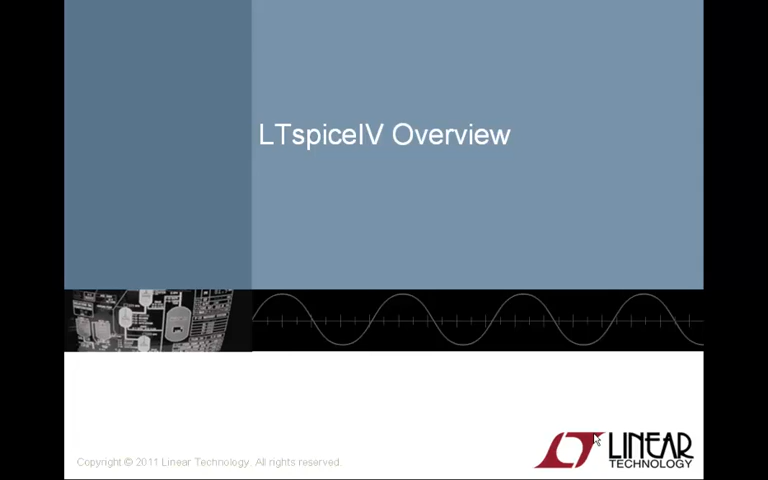 LTspiceIV Overview
Copyright © 2011 Linear Technology. All rights reserved.
LINEAR
TECHNOLOGY